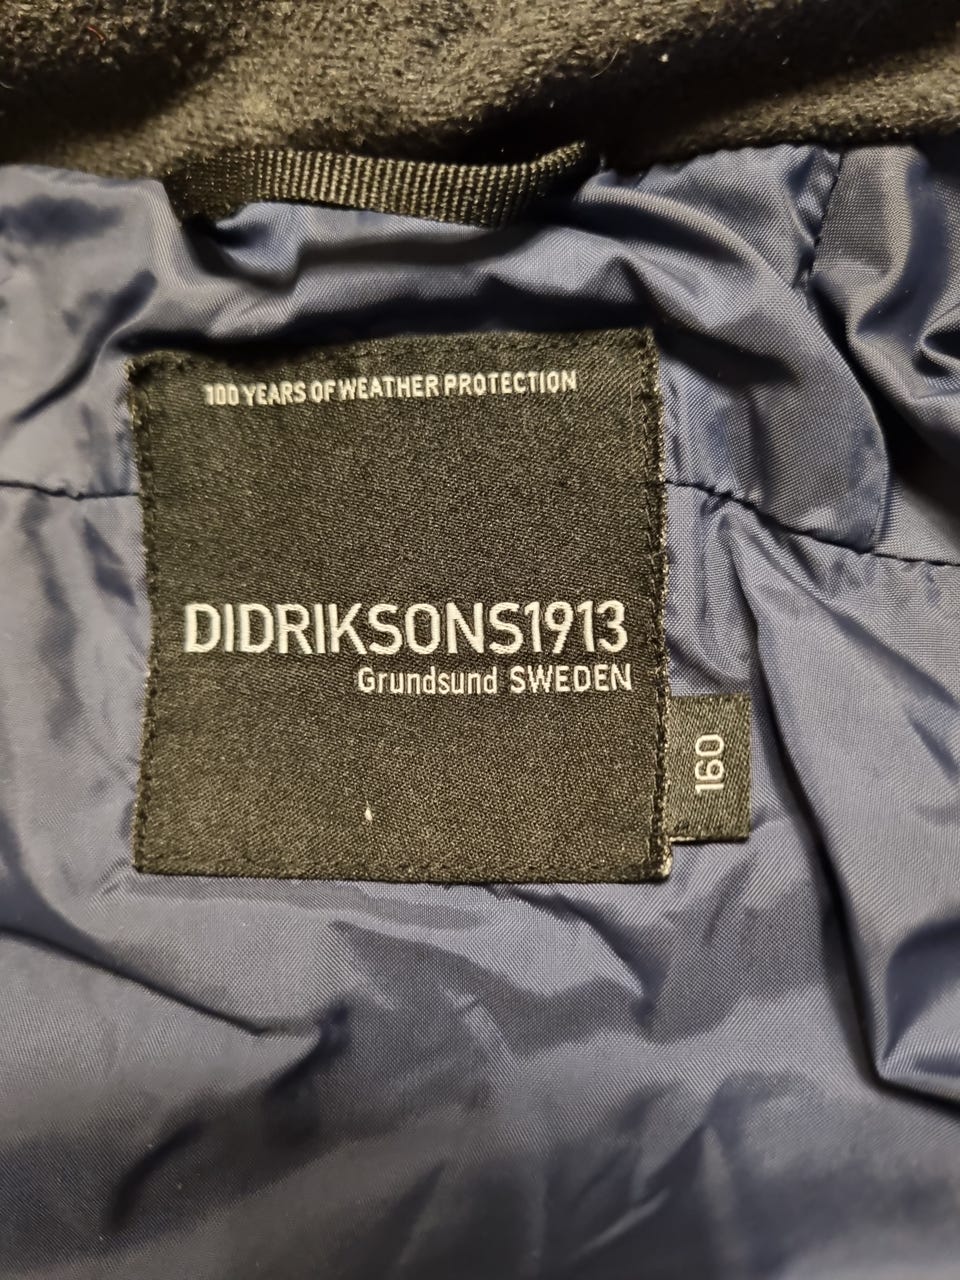 100 YEARS OF WEATHER PROTECTION
DIDRIKSONS1913
Grundsund SWEDEN
160